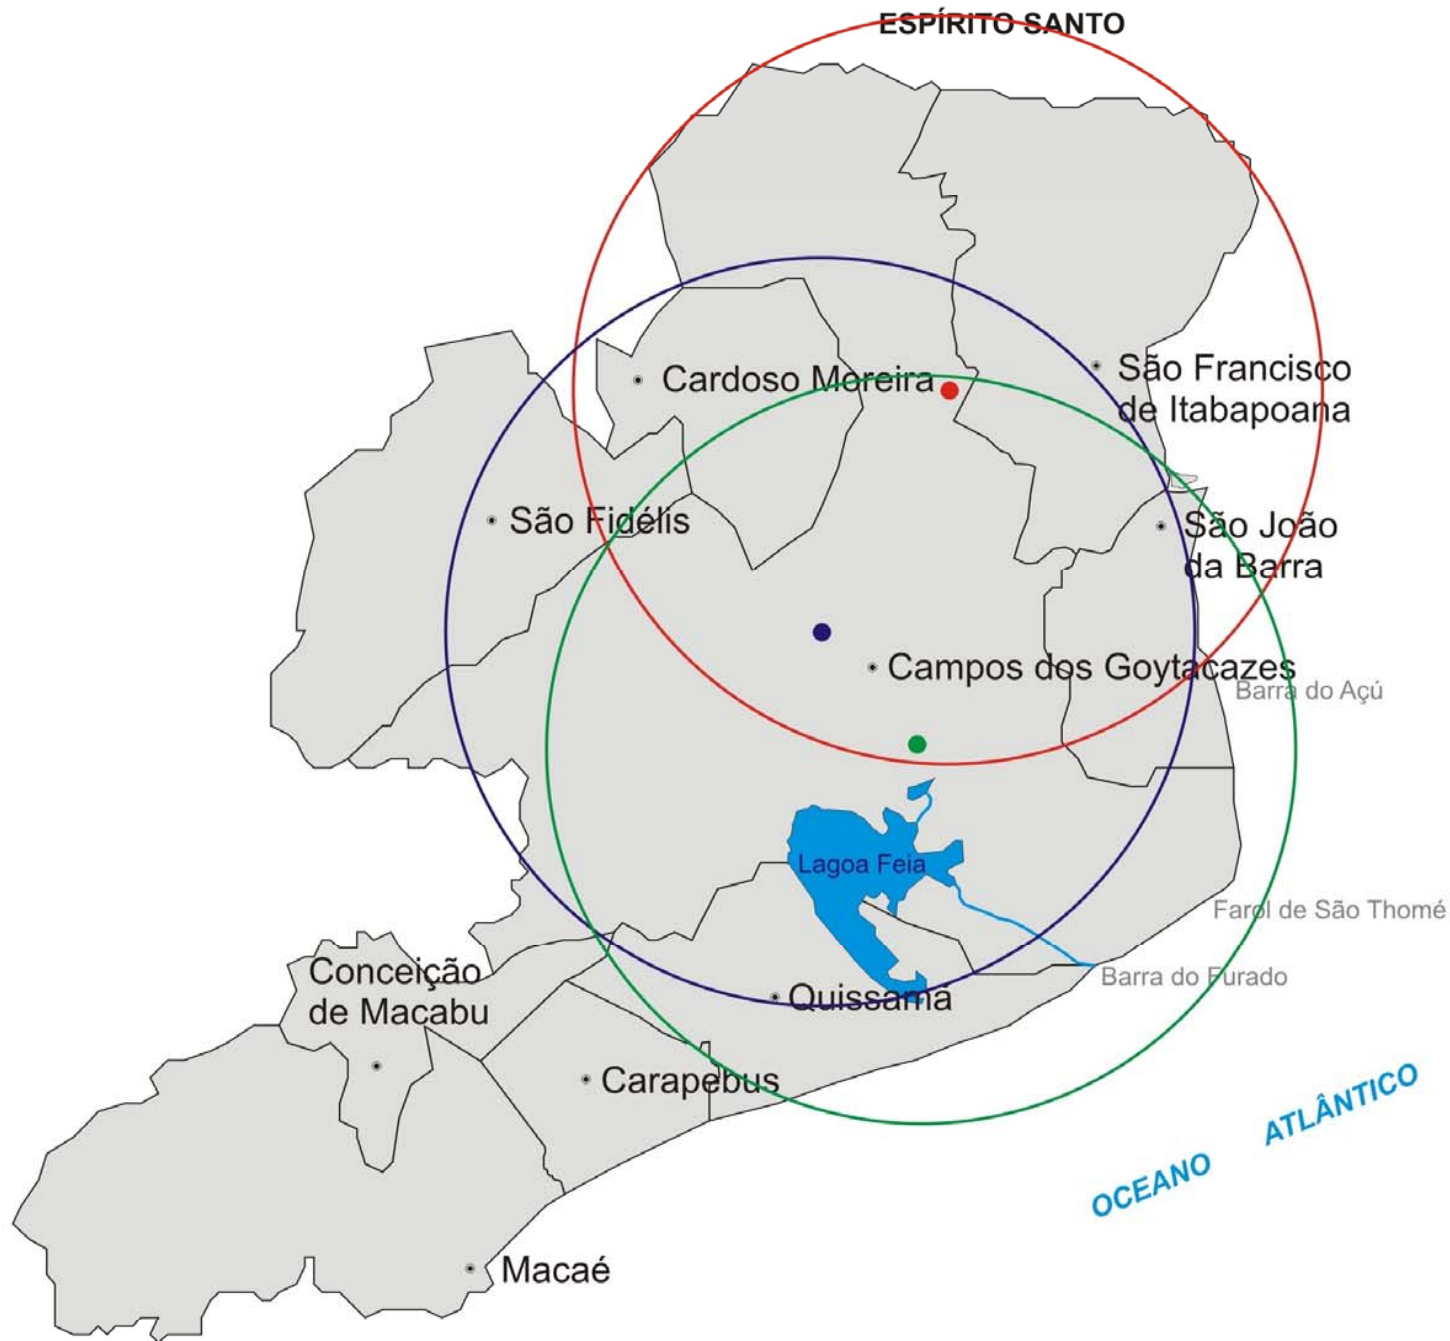 ESPÍRITO SANTO
Cardoso Moreira
São Francisco
de Itabapoana
São Fidélis
São João
da Barra
Campos dos Goytacazes
Barra do Açú
Lagoa Feia
Farol de São Thomé
Conceição
de Macabu
Barra do Furado
Quissamã
Carapebus
OCEANO ATLÂNTICO
Macaé